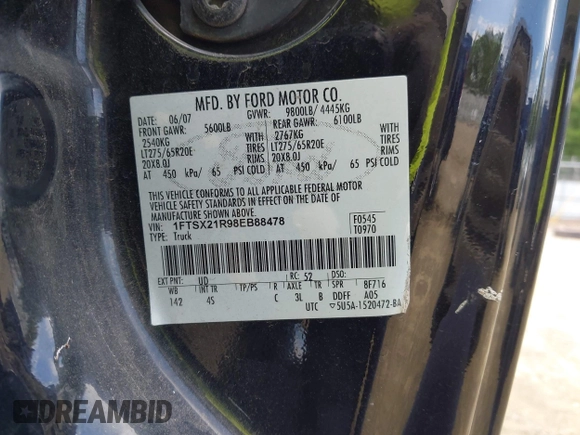 MFD. BY FORD MOTOR CO.
DATE: 06/07 GVWR: 9800LB/ 4445KG
FRONT GAWR: 5600LB REAR GAWR: 6100LB
2540KG 2767KG
LT275/65R20E TIRES LT275/65R20E TIRES
20X8.0J RIMS 20X8.0J RIMS
AT 450 kPa/ 65 PSI COLD AT 450 kPa/ 65 PSI COLD
THIS VEHICLE CONFORMS TO ALL APPLICABLE FEDERAL MOTOR
VEHICLE SAFETY STANDARDS IN EFFECT ON THE DATE OF
MANUFACTURE SHOWN ABOVE.
VIN: 1FTSX21R98EB88478 F0545
TYPE: Truck T0970
EXT PNT: UD RC: 52 DSO:
WB INT TR TP/PS R AXLE TR SPR 8F716
142 4S C 3L B DDFF A05
UTC ▽5U5A-1520472-BA
DREAMBID